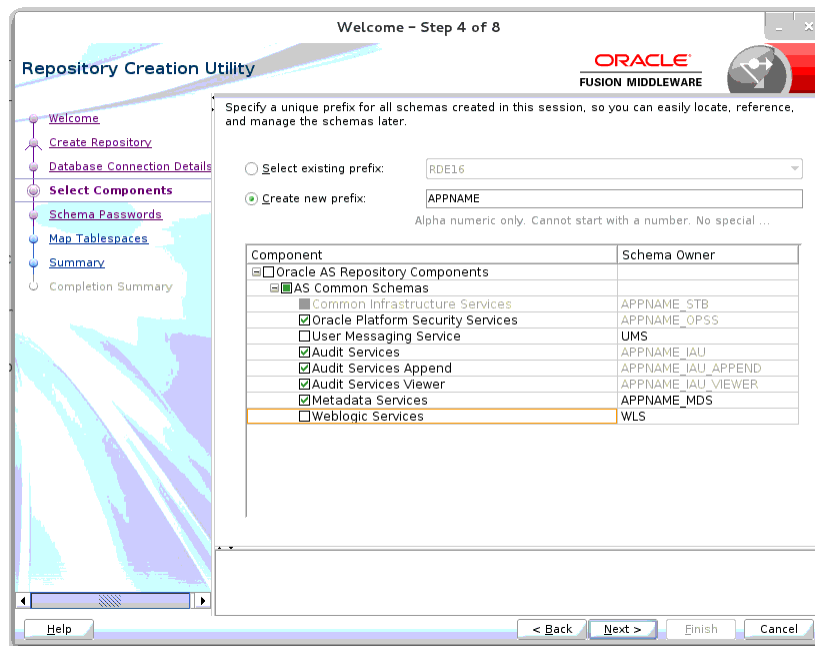 Welcome – Step 4 of 8
Repository Creation Utility
ORACLE
FUSION MIDDLEWARE
Welcome
Create Repository
Database Connection Details
Select Components
Schema Passwords
Map Tablespaces
Summary
Completion Summary
Specify a unique prefix for all schemas created in this session, so you can easily locate, reference,
and manage the schemas later.
Select existing prefix: RDE16
Create new prefix: APPNAME
Alpha numeric only. Cannot start with a number. No special ...
Component Schema Owner
Oracle AS Repository Components
AS Common Schemas
Common Infrastructure Services APPNAME_STB
Oracle Platform Security Services APPNAME_OPSS
User Messaging Service UMS
Audit Services APPNAME_IAU
Audit Services Append APPNAME_IAU_APPEND
Audit Services Viewer APPNAME_IAU_VIEWER
Metadata Services APPNAME_MDS
Weblogic Services WLS
Help < Back Next > Finish Cancel